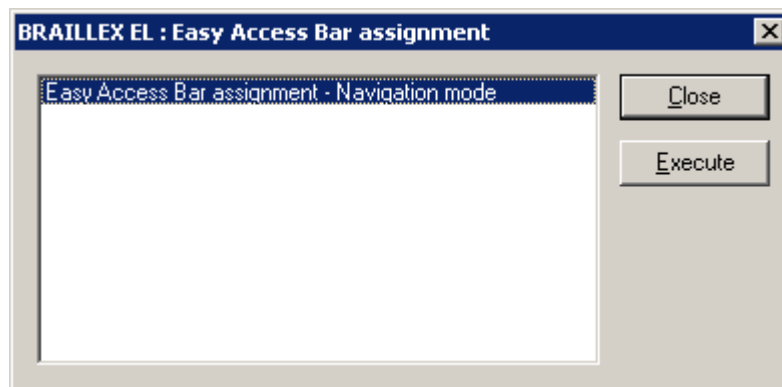 BRAILLEX EL : Easy Access Bar assignment
Easy Access Bar assignment - Navigation mode
Close
Execute